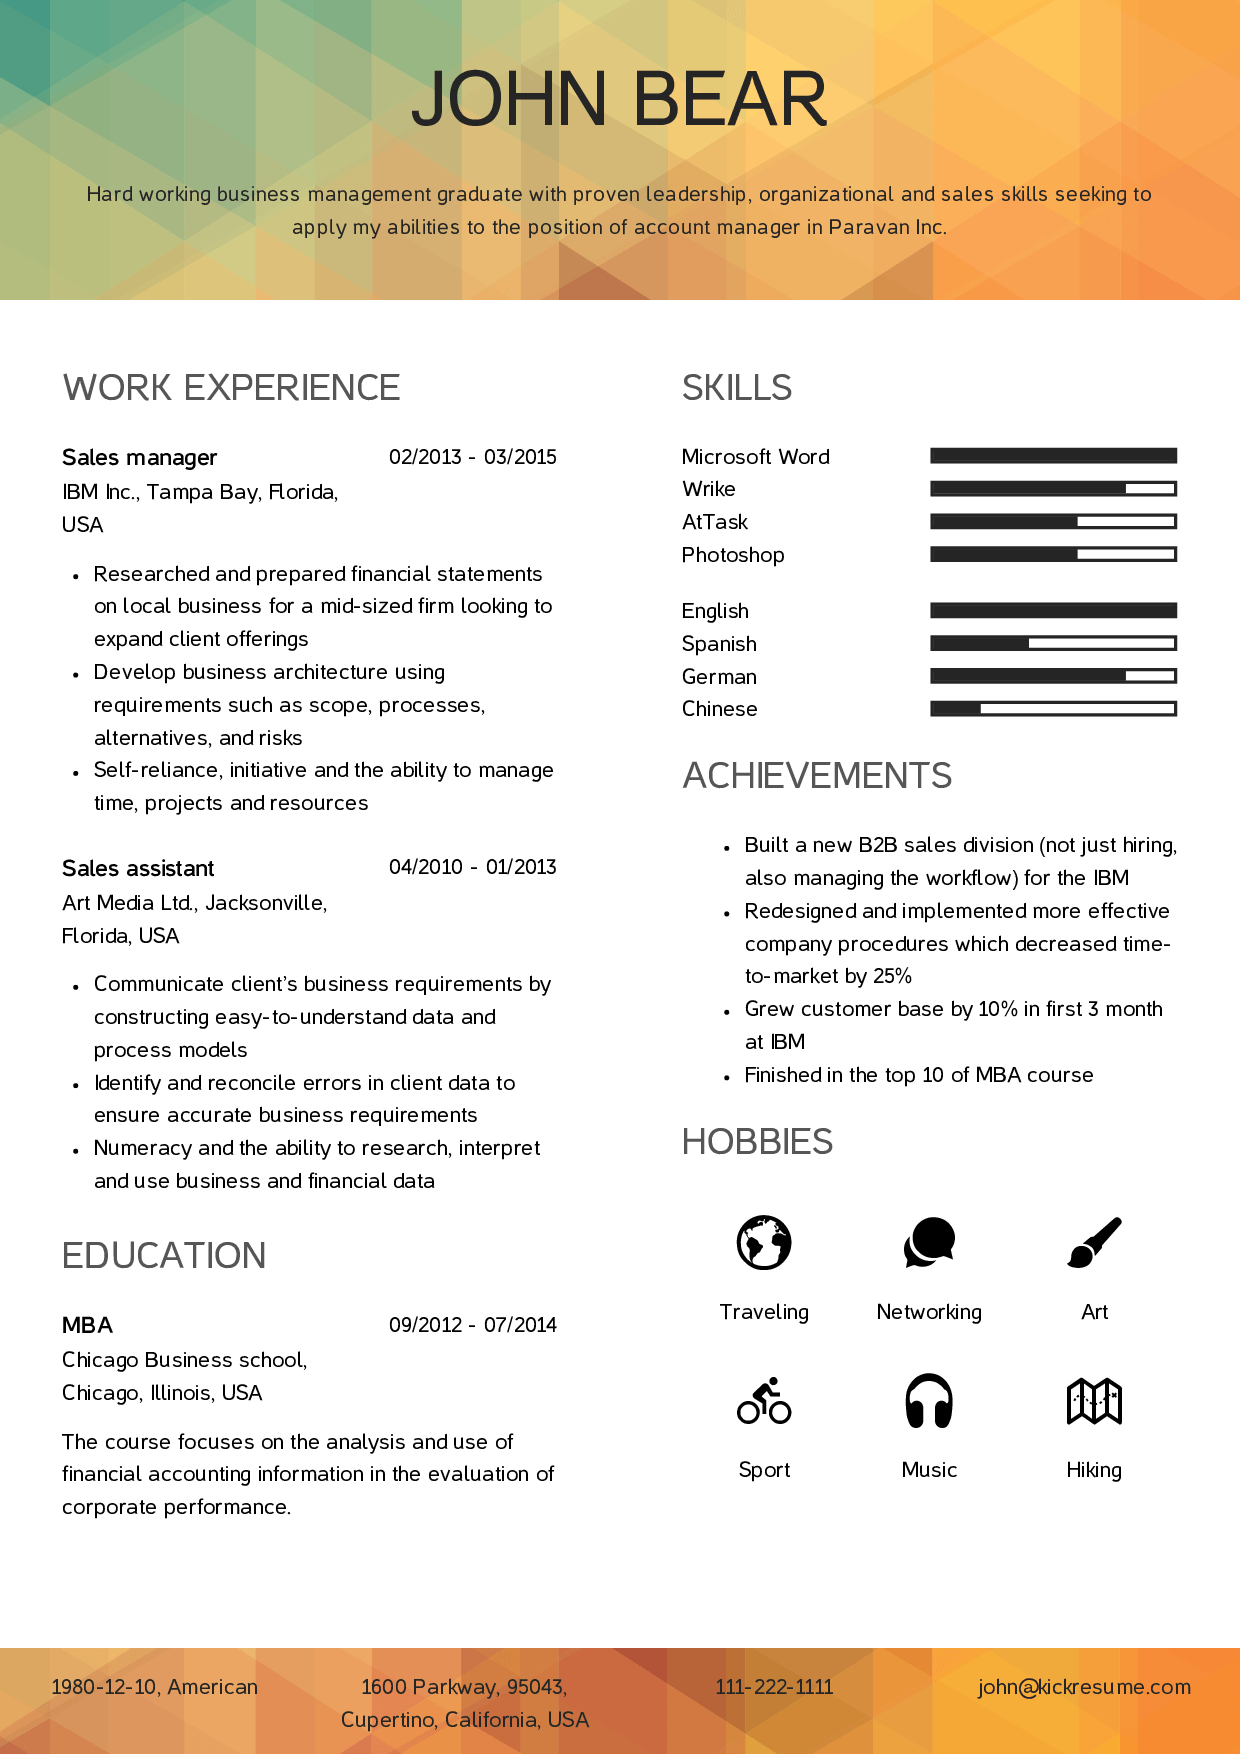 JOHN BEAR
Hard working business management graduate with proven leadership, organizational and sales skills seeking to
apply my abilities to the position of account manager in Paravan Inc.
WORK EXPERIENCE
Sales manager 02/2013 - 03/2015
IBM Inc., Tampa Bay, Florida,
USA
• Researched and prepared financial statements
on local business for a mid-sized firm looking to
expand client offerings
• Develop business architecture using
requirements such as scope, processes,
alternatives, and risks
• Self-reliance, initiative and the ability to manage
time, projects and resources
Sales assistant 04/2010 - 01/2013
Art Media Ltd., Jacksonville,
Florida, USA
• Communicate client’s business requirements by
constructing easy-to-understand data and
process models
• Identify and reconcile errors in client data to
ensure accurate business requirements
• Numeracy and the ability to research, interpret
and use business and financial data
EDUCATION
MBA 09/2012 - 07/2014
Chicago Business school,
Chicago, Illinois, USA
The course focuses on the analysis and use of
financial accounting information in the evaluation of
corporate performance.
SKILLS
Microsoft Word
Wrike
AtTask
Photoshop
English
Spanish
German
Chinese
ACHIEVEMENTS
• Built a new B2B sales division (not just hiring,
also managing the workflow) for the IBM
• Redesigned and implemented more effective
company procedures which decreased time-
to-market by 25%
• Grew customer base by 10% in first 3 month
at IBM
• Finished in the top 10 of MBA course
HOBBIES
Traveling Networking Art
Sport Music Hiking
1980-12-10, American
1600 Parkway, 95043,
Cupertino, California, USA
111-222-1111
john@kickresume.com